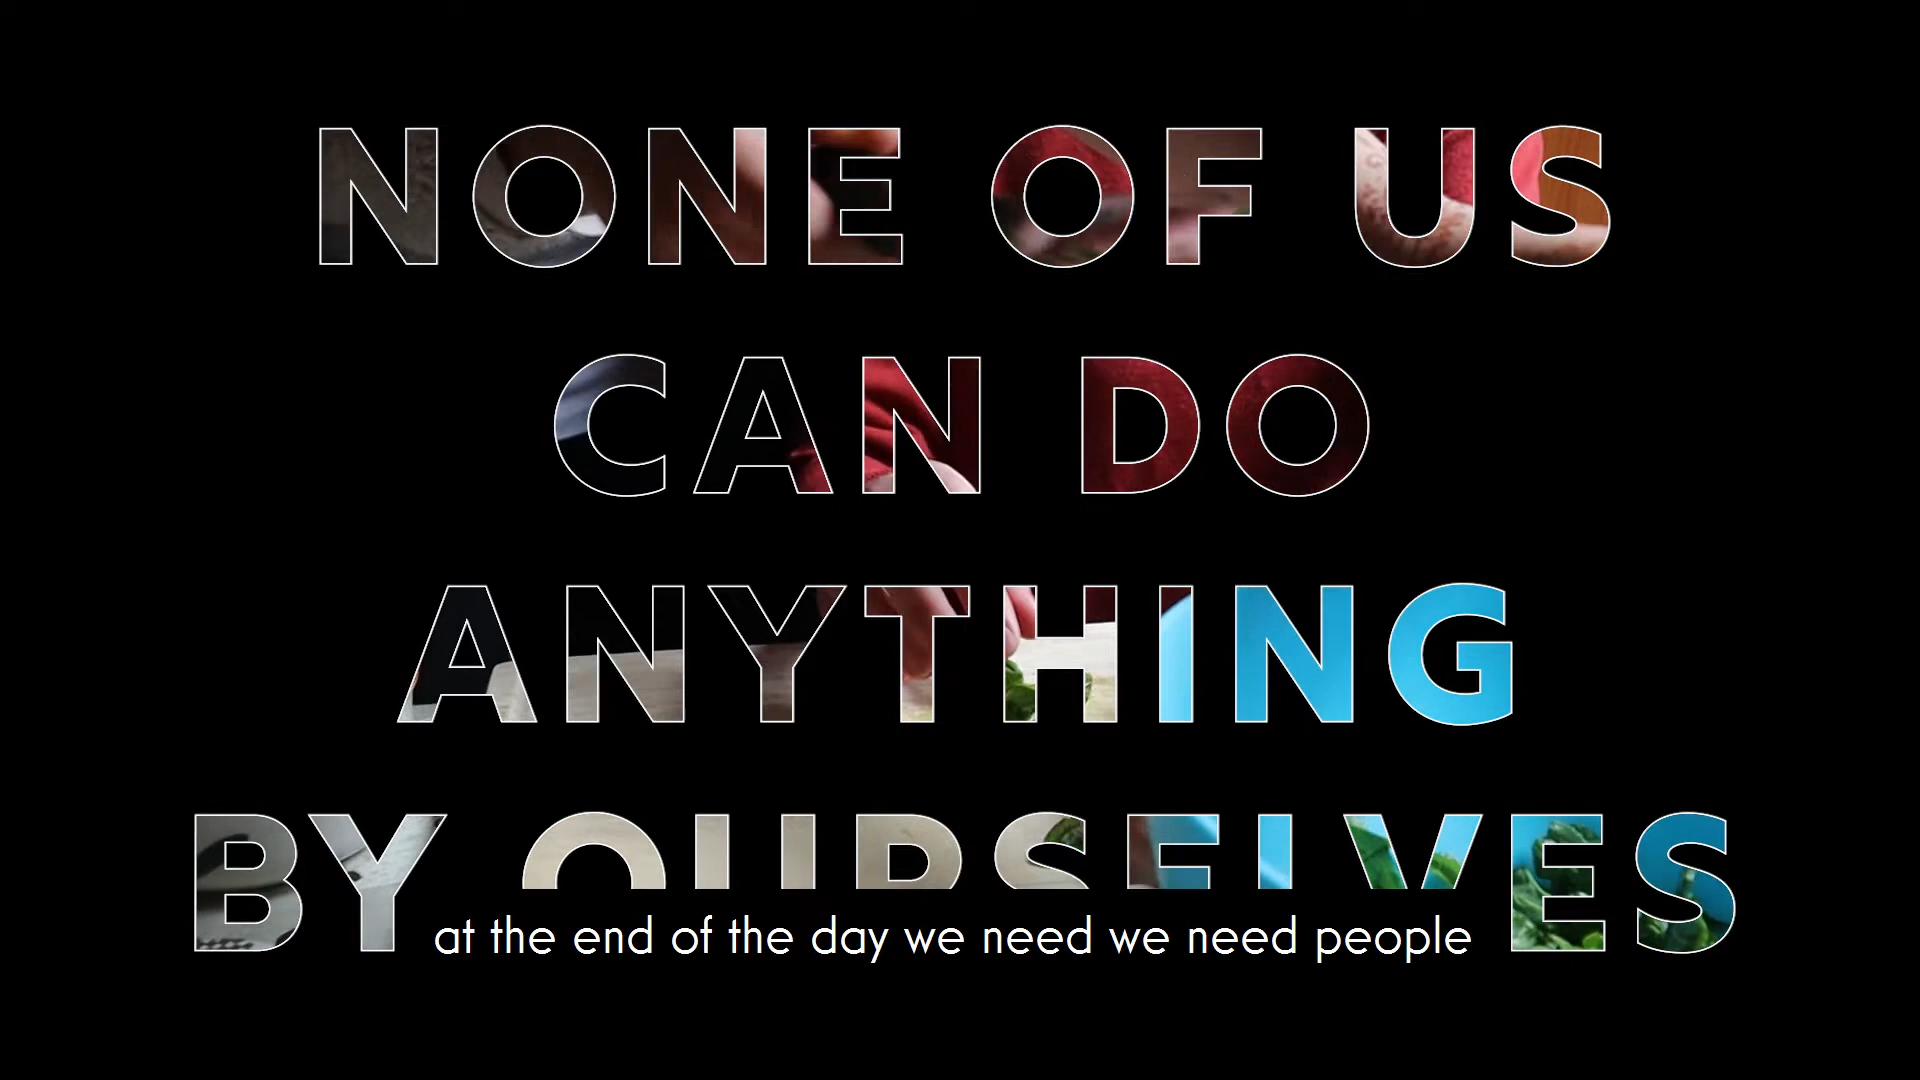 NONE OF US
CAN DO
ANYTHING
BY OURSELVES
at the end of the day we need we need people